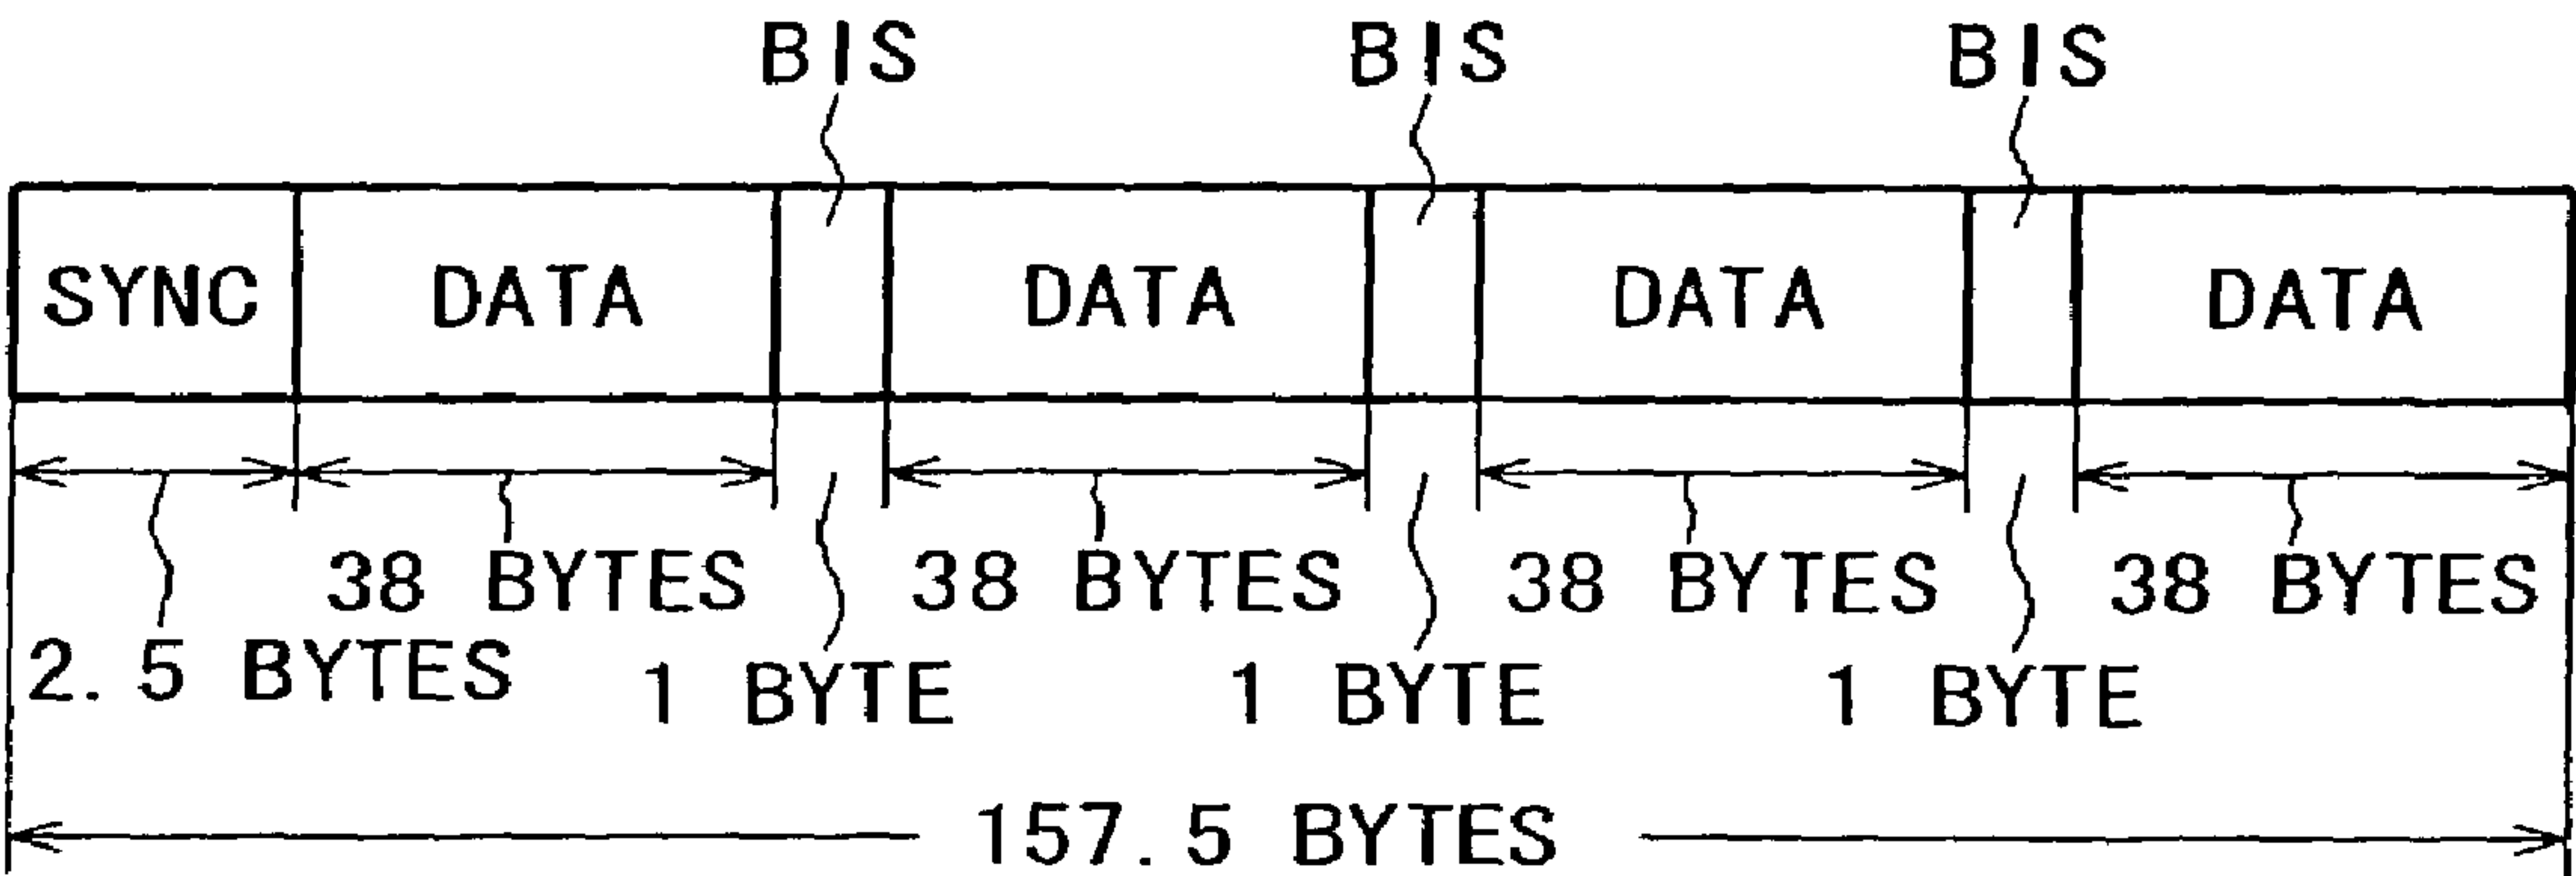 BIS BIS BIS
SYNC DATA DATA DATA DATA
38 BYTES 38 BYTES 38 BYTES 38 BYTES
2.5 BYTES 1 BYTE 1 BYTE 1 BYTE
157.5 BYTES